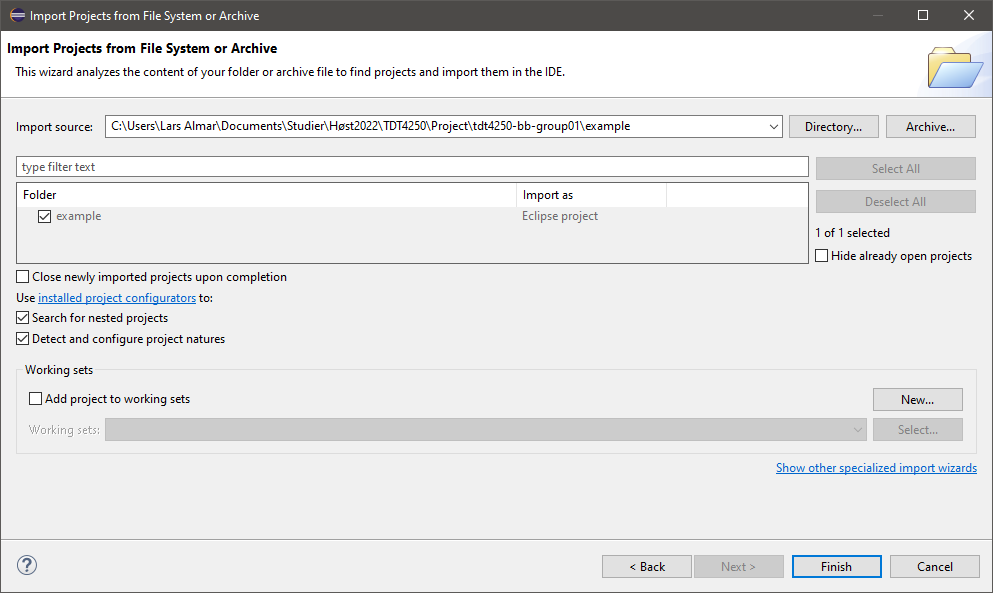 Import Projects from File System or Archive
Import Projects from File System or Archive
This wizard analyzes the content of your folder or archive file to find projects and import them in the IDE.
Import source: C:\Users\Lars Almar\Documents\Studier\Høst2022\TDT4250\Project\tdt4250-bb-group01\example Directory... Archive...
type filter text Select All
Folder Import as
Deselect All
example Eclipse project
1 of 1 selected
Hide already open projects
Close newly imported projects upon completion
Use installed project configurators to:
Search for nested projects
Detect and configure project natures
Working sets
Add project to working sets New...
Working sets: Select...
Show other specialized import wizards
? < Back Next > Finish Cancel